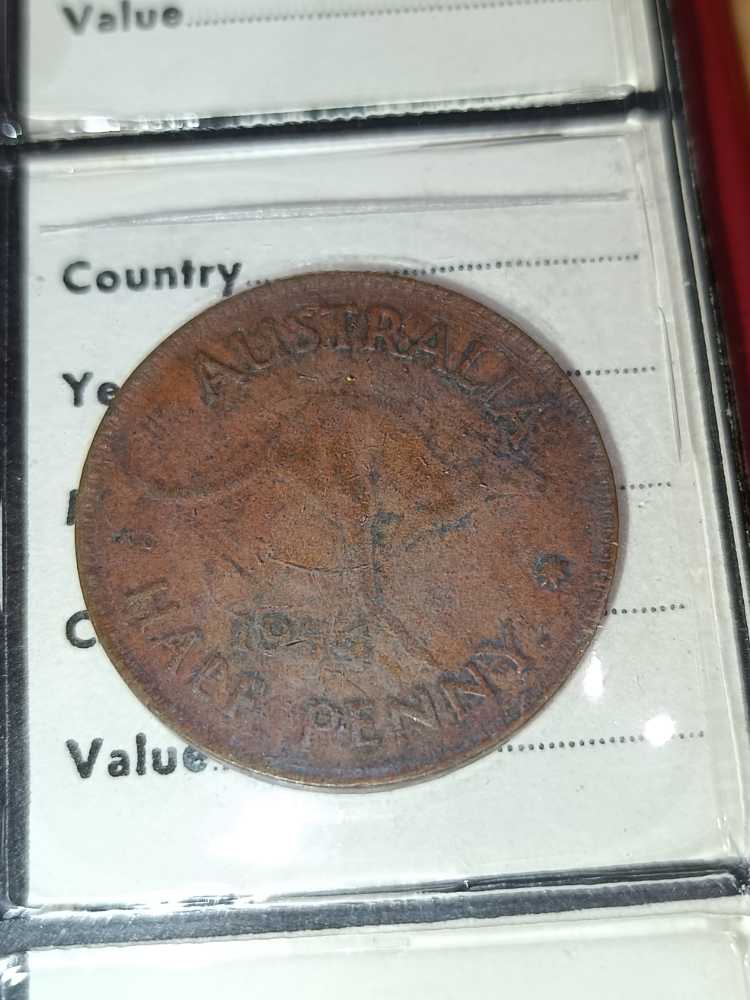 Value
Country
AUSTRALIA
HALF PENNY.
Value